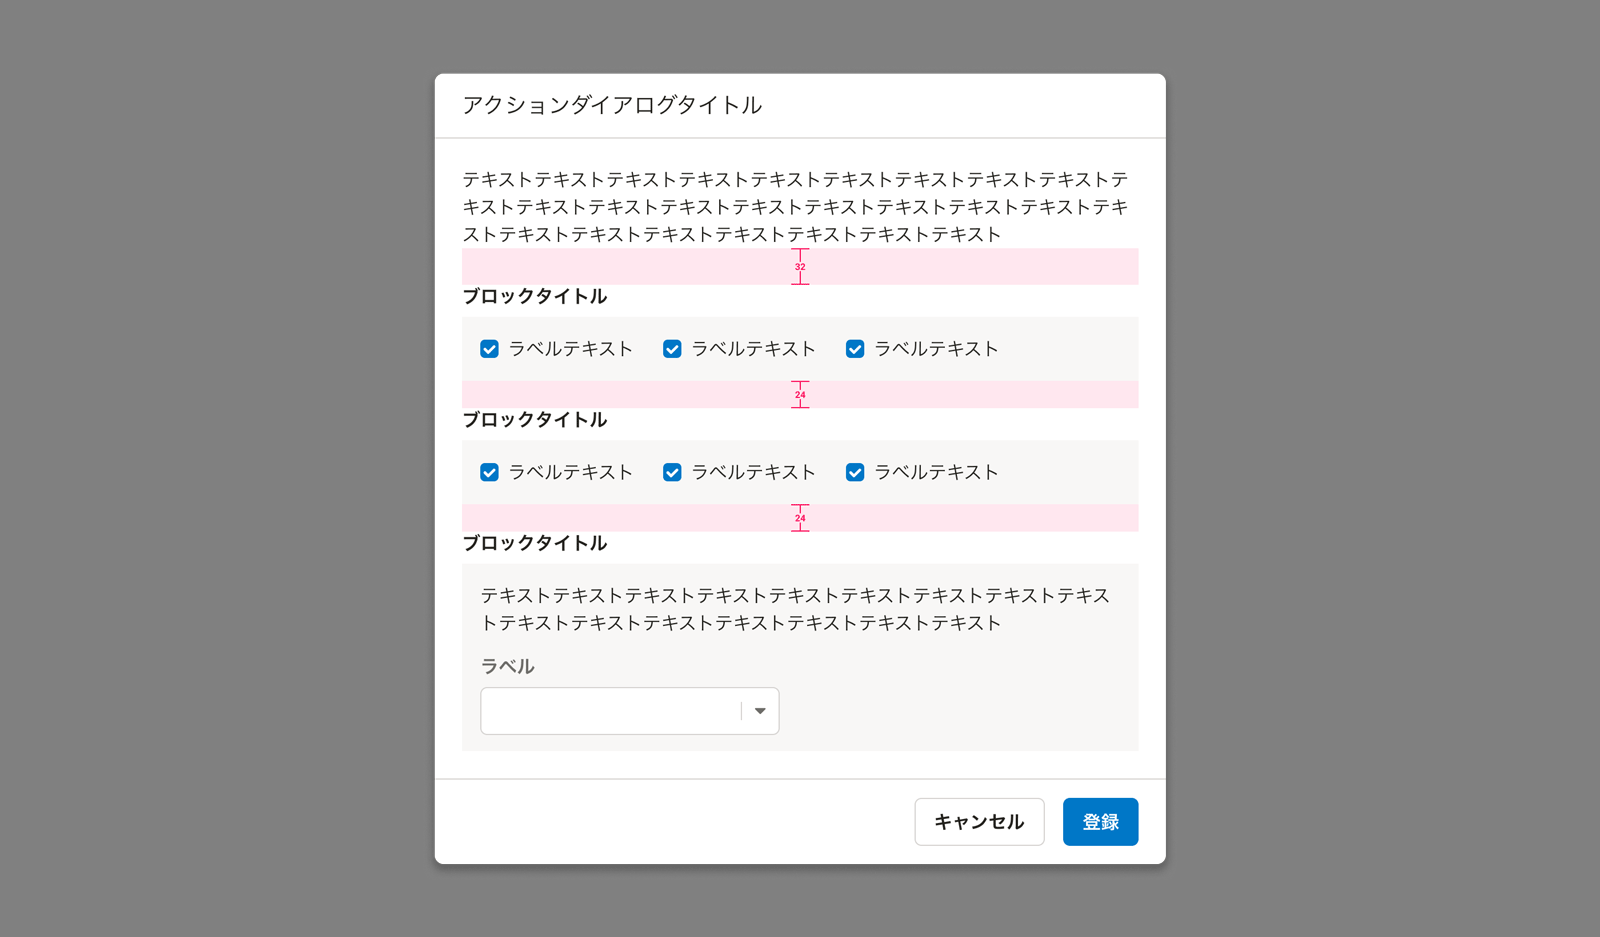 アクションダイアログタイトル
テキストテキストテキストテキストテキストテキストテキストテキストテキストテ
キストテキストテキストテキストテキストテキストテキストテキストテキストテキ
ストテキストテキストテキストテキストテキストテキストテキスト
32
ブロックタイトル
ラベルテキスト ラベルテキスト ラベルテキスト
24
ブロックタイトル
ラベルテキスト ラベルテキスト ラベルテキスト
24
ブロックタイトル
テキストテキストテキストテキストテキストテキストテキストテキストテキス
トテキストテキストテキストテキストテキストテキストテキスト
ラベル
キャンセル 登録